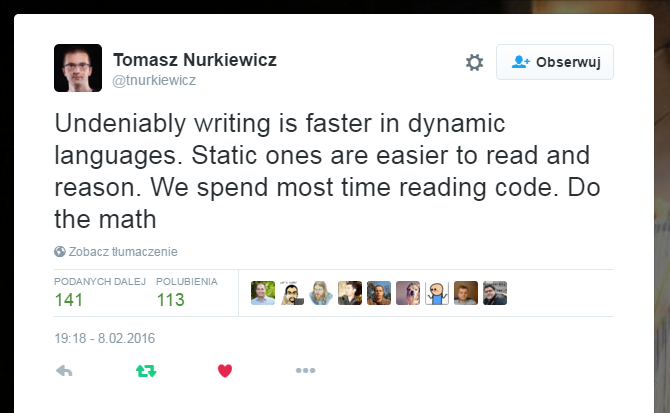 Tomasz Nurkiewicz
@tnurkiewicz
Obserwuj
Undeniably writing is faster in dynamic
languages. Static ones are easier to read and
reason. We spend most time reading code. Do
the math
Zobacz tłumaczenie
PODANYCH DALEJ POLUBIENIA
141 113
19:18 - 8.02.2016